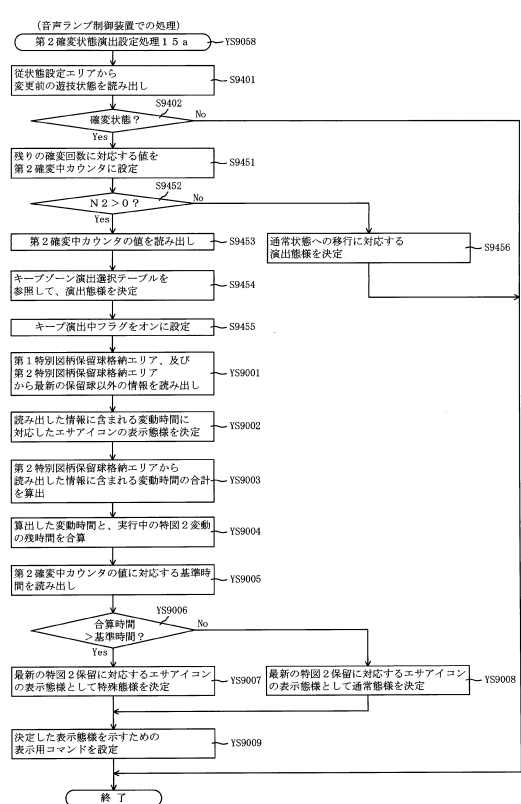 (音声ランプ制御装置での処理)
第2確変状態演出設定処理15a
YS9058
従状態設定エリアから
変更前の遊技状態を読み出し
S9401
S9402
確変状態?
No
Yes
残りの確変回数に対応する値を
第2確変中カウンタに設定
S9451
S9452
N2>0?
No
Yes
第2確変中カウンタの値を読み出し
S9453
通常状態への移行に対応する
演出態様を決定
S9456
キープゾーン演出選択テーブルを
参照して、演出態様を決定
S9454
キープ演出中フラグをオンに設定
S9455
第1特別図柄保留球格納エリア、及び
第2特別図柄保留球格納エリア
から最新の保留球以外の情報を読み出し
YS9001
読み出した情報に含まれる変動時間に
対応したエサアイコンの表示態様を決定
YS9002
第2特別図柄保留球格納エリアから
読み出した情報に含まれる変動時間の合計
を算出
YS9003
算出した変動時間と、実行中の特図2変動
の残時間を合算
YS9004
第2確変中カウンタの値に対応する基準時
間を読み出し
YS9005
YS9006
合算時間
>基準時間?
No
Yes
最新の特図2保留に対応するエサアイコン
の表示態様として特殊態様を決定
YS9007
最新の特図2保留に対応するエサアイコン
の表示態様として通常態様を決定
YS9008
決定した表示態様を示すための
表示用コマンドを設定
YS9009
終了